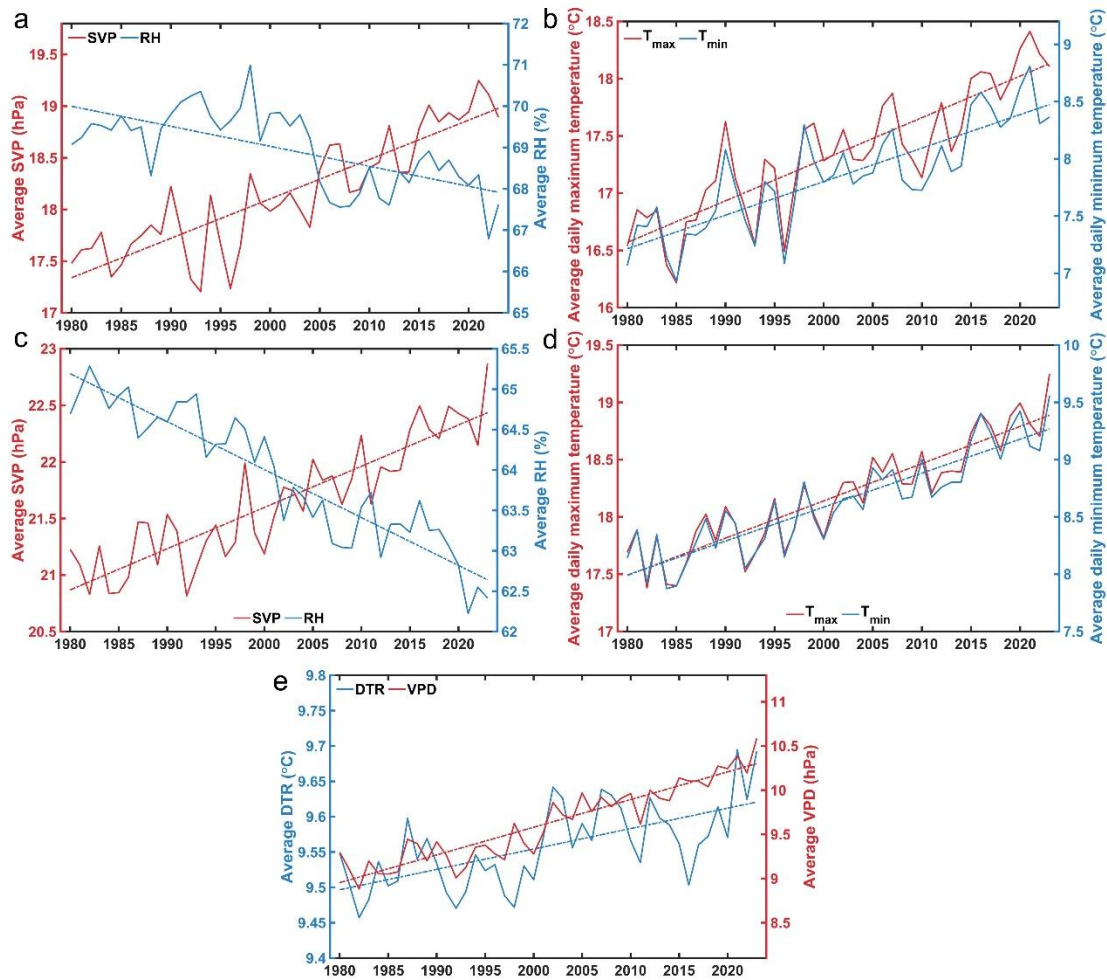 a
SVP RH
Average SVP (hPa)
19.5
19
18.5
18
17.5
17
72
71
70
69
68
67
66
65
Average RH (%)
1980 1985 1990 1995 2000 2005 2010 2015 2020
b
Tmax Tmin
Average daily maximum temperature (°C)
18.5
18
17.5
17
16.5
16
9
8.5
8
7.5
7
Average daily minimum temperature (°C)
1980 1985 1990 1995 2000 2005 2010 2015 2020
c
Average SVP (hPa)
23
22.5
22
21.5
21
20.5
65.5
65
64.5
64
63.5
63
62.5
62
Average RH (%)
SVP RH
1980 1985 1990 1995 2000 2005 2010 2015 2020
d
Average daily maximum temperature (°C)
19.5
19
18.5
18
17.5
17
10
9.5
9
8.5
8
7.5
Average daily minimum temperature (°C)
Tmax Tmin
1980 1985 1990 1995 2000 2005 2010 2015 2020
e
DTR VPD
Average DTR (°C)
9.8
9.75
9.7
9.65
9.6
9.55
9.5
9.45
9.4
11
10.5
10
9.5
9
8.5
Average VPD (hPa)
1980 1985 1990 1995 2000 2005 2010 2015 2020